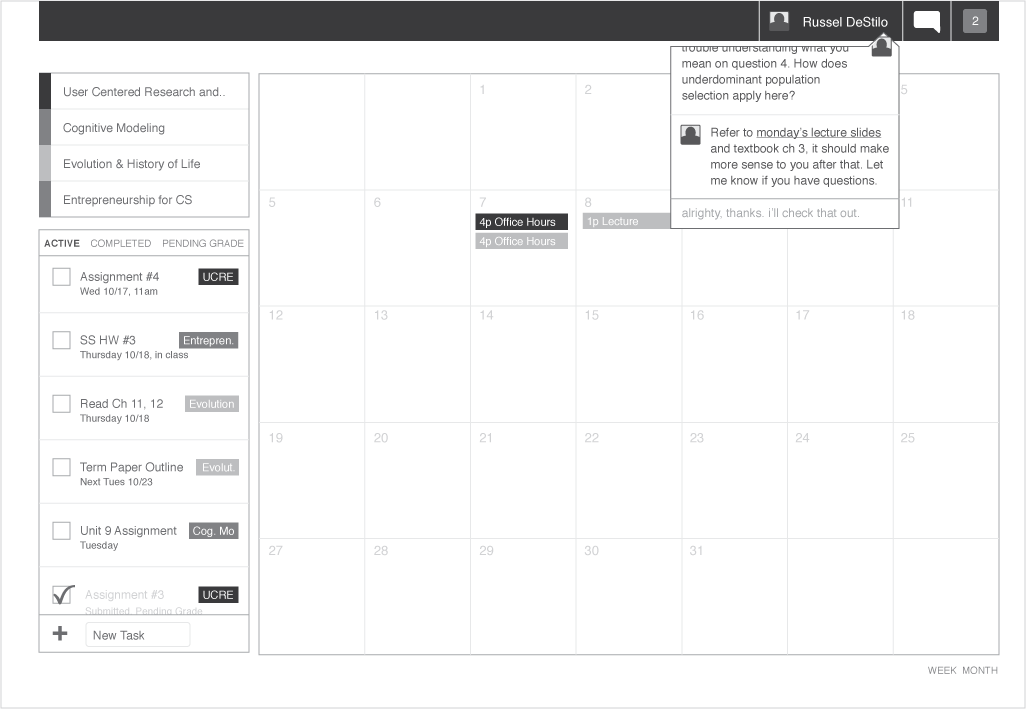 Russel DeStilo
2
trouble understanding what you
mean on question 4. How does
underdominant population
selection apply here?
Refer to monday's lecture slides
and textbook ch 3, it should make
more sense to you after that. Let
me know if you have questions.
alrighty, thanks. i'll check that out.
User Centered Research and..
Cognitive Modeling
Evolution & History of Life
Entrepreneurship for CS
ACTIVE COMPLETED PENDING GRADE
Assignment #4 UCRE
Wed 10/17, 11am
SS HW #3 Entrepren.
Thursday 10/18, in class
Read Ch 11, 12 Evolution
Thursday 10/18
Term Paper Outline Evolut.
Next Tues 10/23
Unit 9 Assignment Cog. Mo
Tuesday
Assignment #3 UCRE
Submitted, Pending Grade
New Task
1 2 5
5 6 7 8 11
4p Office Hours 1p Lecture
4p Office Hours
12 13 14 15 16 17 18
19 20 21 22 23 24 25
27 28 29 30 31
WEEK MONTH